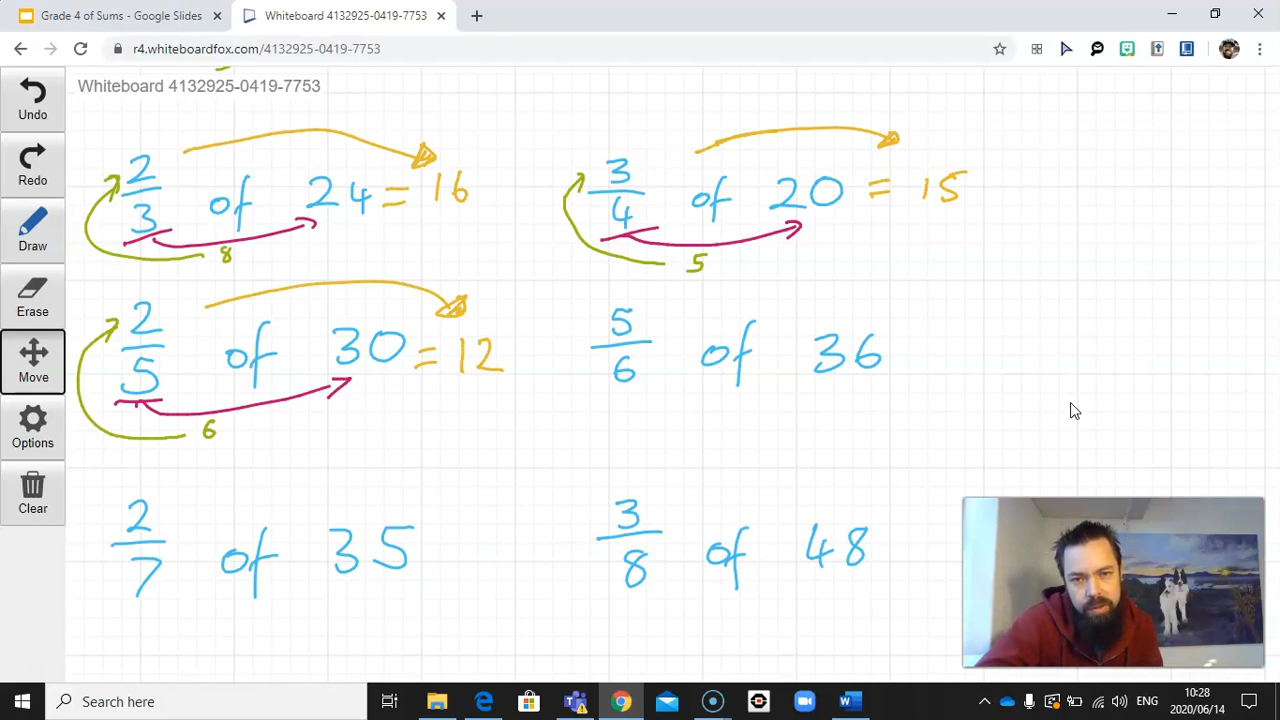 Grade 4 of Sums - Google Slides
Whiteboard 4132925-0419-7753
r4.whiteboardfox.com/4132925-0419-7753
Whiteboard 4132925-0419-7753
Undo
Redo
Draw
Erase
Move
Options
Clear
2/3 of 24 = 16
8
3/4 of 20 = 15
5
2/5 of 30 = 12
6
5/6 of 36
2/7 of 35
3/8 of 48
Search here
ENG
10:28
2020/06/14